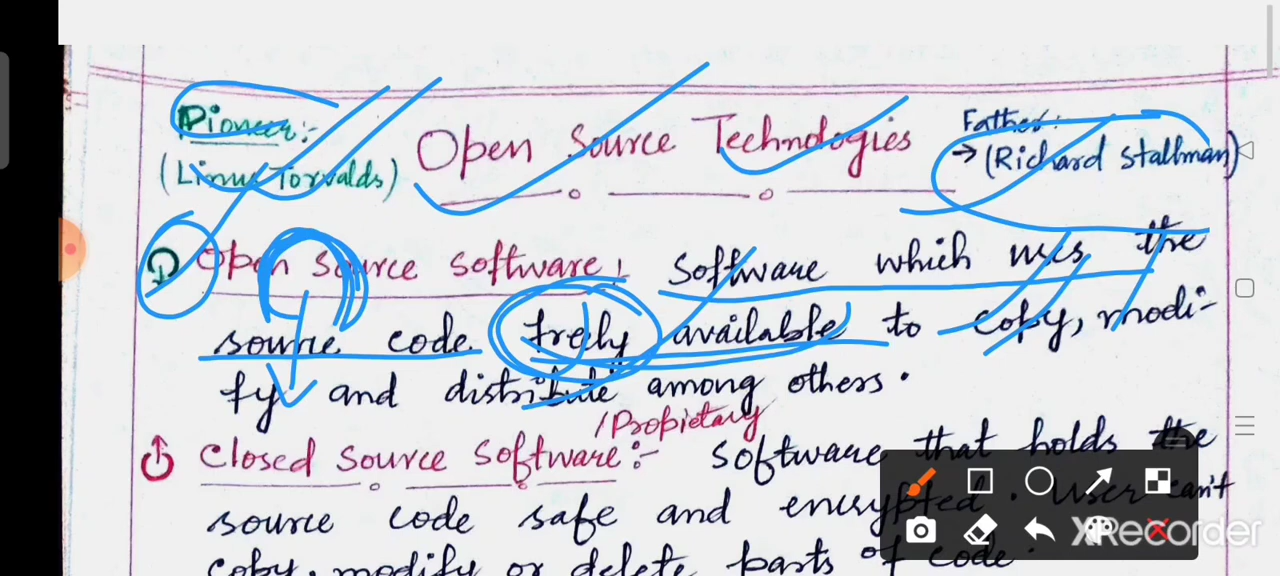 Pioneer:-
(Linus Torvalds)
Open Source Technologies
Father:
→ (Richard Stallman)
Open Source Software:- Software which uses the
source code freely available to copy, modi-
fy and distribute among others.
/Propietary
Closed Source Software:- Software that holds the
source code safe and encrypted. User can't
copy, modify or delete parts of code.
XRecorder